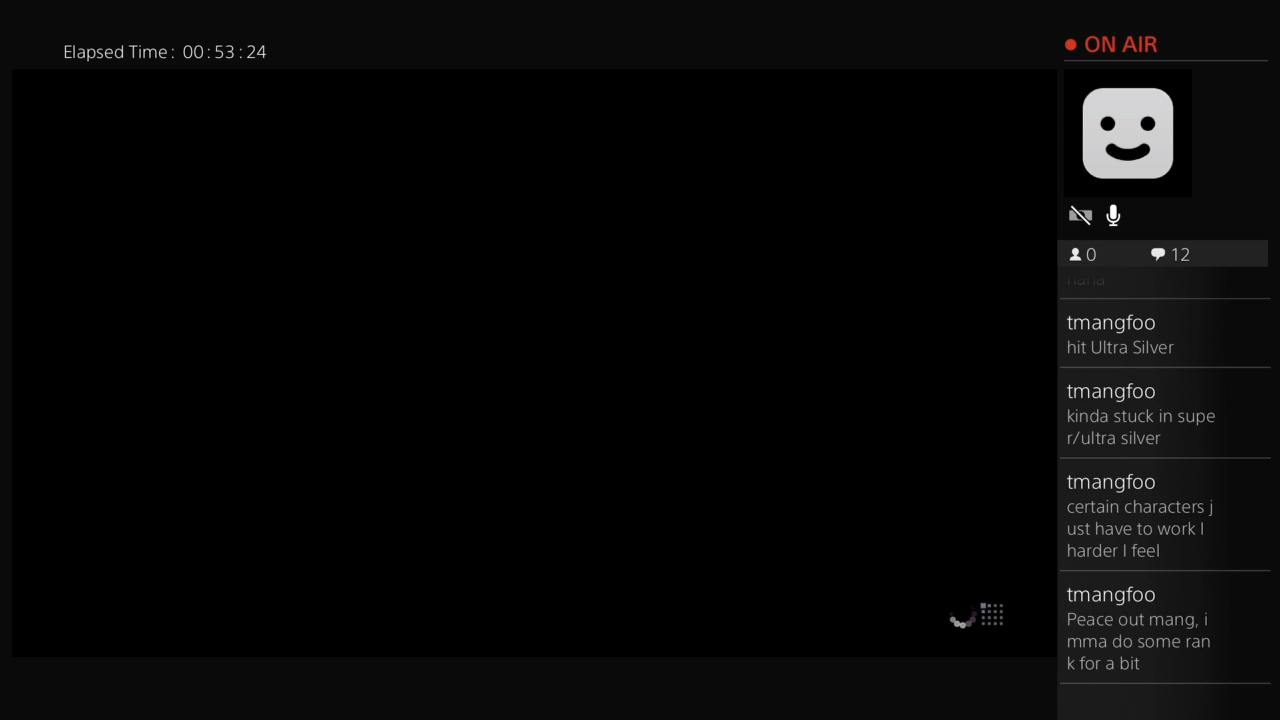 Elapsed Time: 00:53:24
ON AIR
0 12
haha
tmangfoo
hit Ultra Silver
tmangfoo
kinda stuck in supe
r/ultra silver
tmangfoo
certain characters j
ust have to work l
harder I feel
tmangfoo
Peace out mang, i
mma do some ran
k for a bit